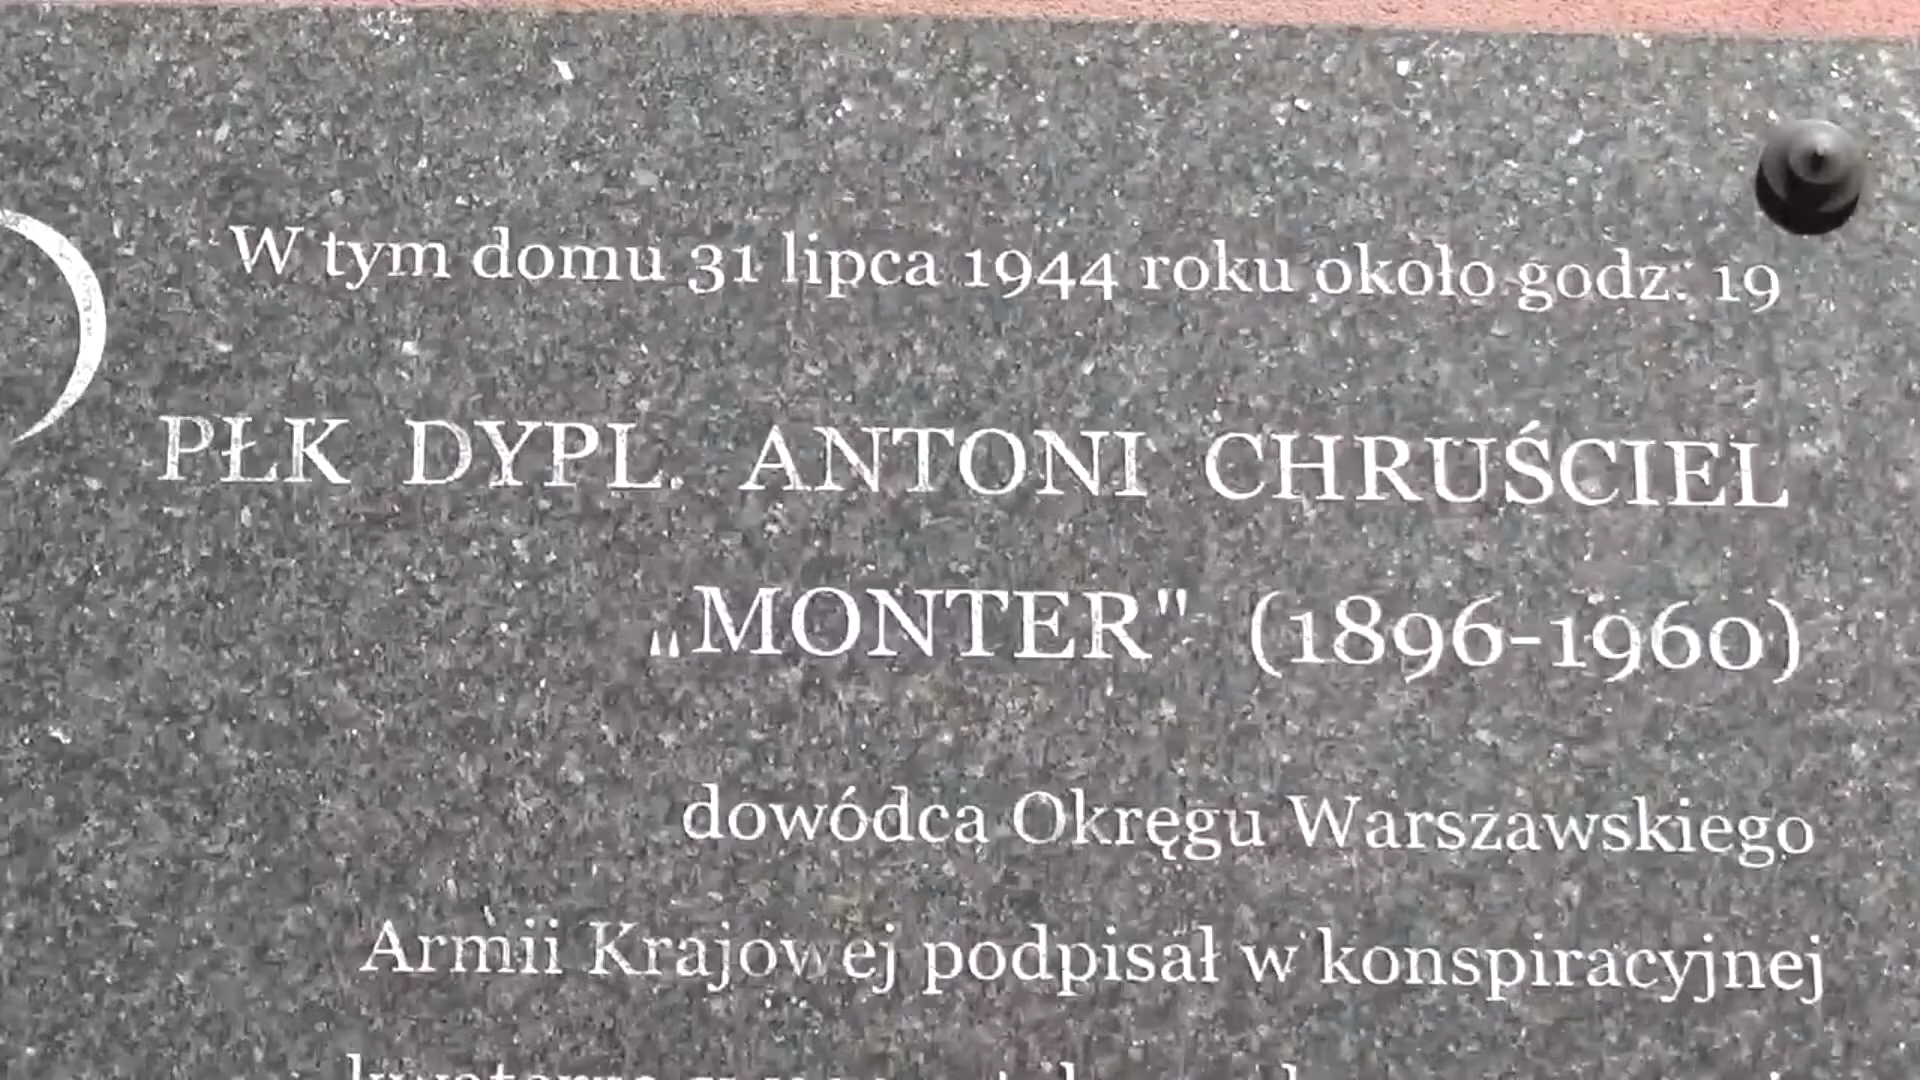 W tym domu 31 lipca 1944 roku około godz. 19
PŁK DYPL. ANTONI CHRUŚCIEL
„MONTER" (1896-1960)
dowódca Okręgu Warszawskiego
Armii Krajowej podpisał w konspiracyjnej